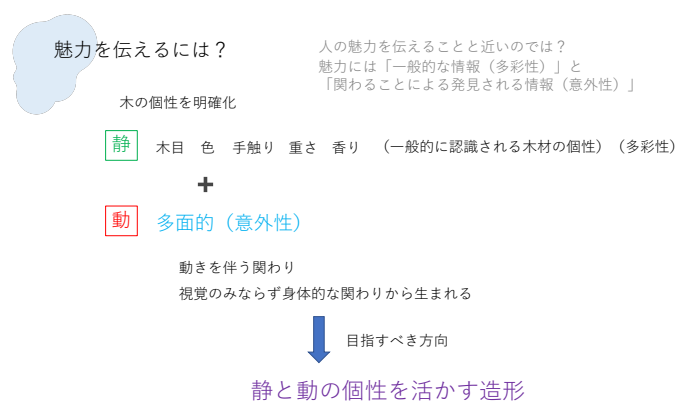 魅力を伝えるには？
人の魅力を伝えることと近いのでは？
魅力には「一般的な情報（多彩性）」と
「関わることによる発見される情報（意外性）」
木の個性を明確化
静 木目 色 手触り 重さ 香り （一般的に認識される木材の個性）（多彩性）
+
動 多面的（意外性）
動きを伴う関わり
視覚のみならず身体的な関わりから生まれる
目指すべき方向
静と動の個性を活かす造形